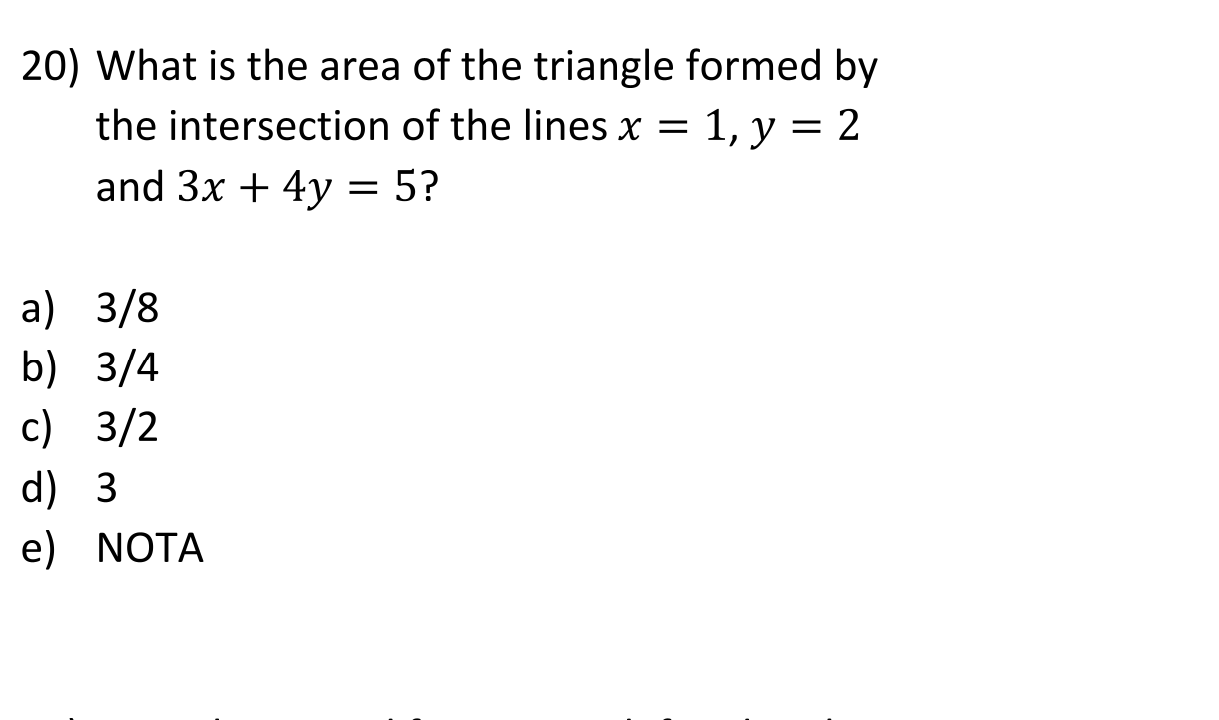 20) What is the area of the triangle formed by
the intersection of the lines x = 1, y = 2
and 3x + 4y = 5?
a) 3/8
b) 3/4
c) 3/2
d) 3
e) NOTA